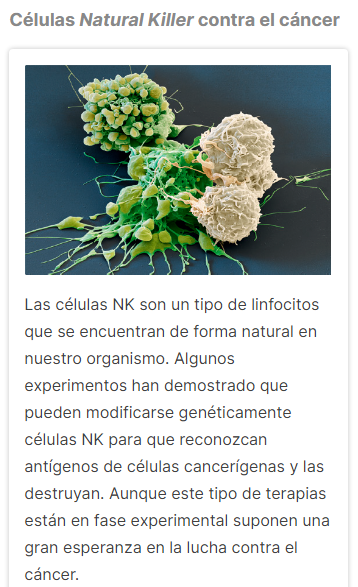 Células Natural Killer contra el cáncer
Las células NK son un tipo de linfocitos
que se encuentran de forma natural en
nuestro organismo. Algunos
experimentos han demostrado que
pueden modificarse genéticamente
células NK para que reconozcan
antígenos de células cancerígenas y las
destruyan. Aunque este tipo de terapias
están en fase experimental suponen una
gran esperanza en la lucha contra el
cáncer.